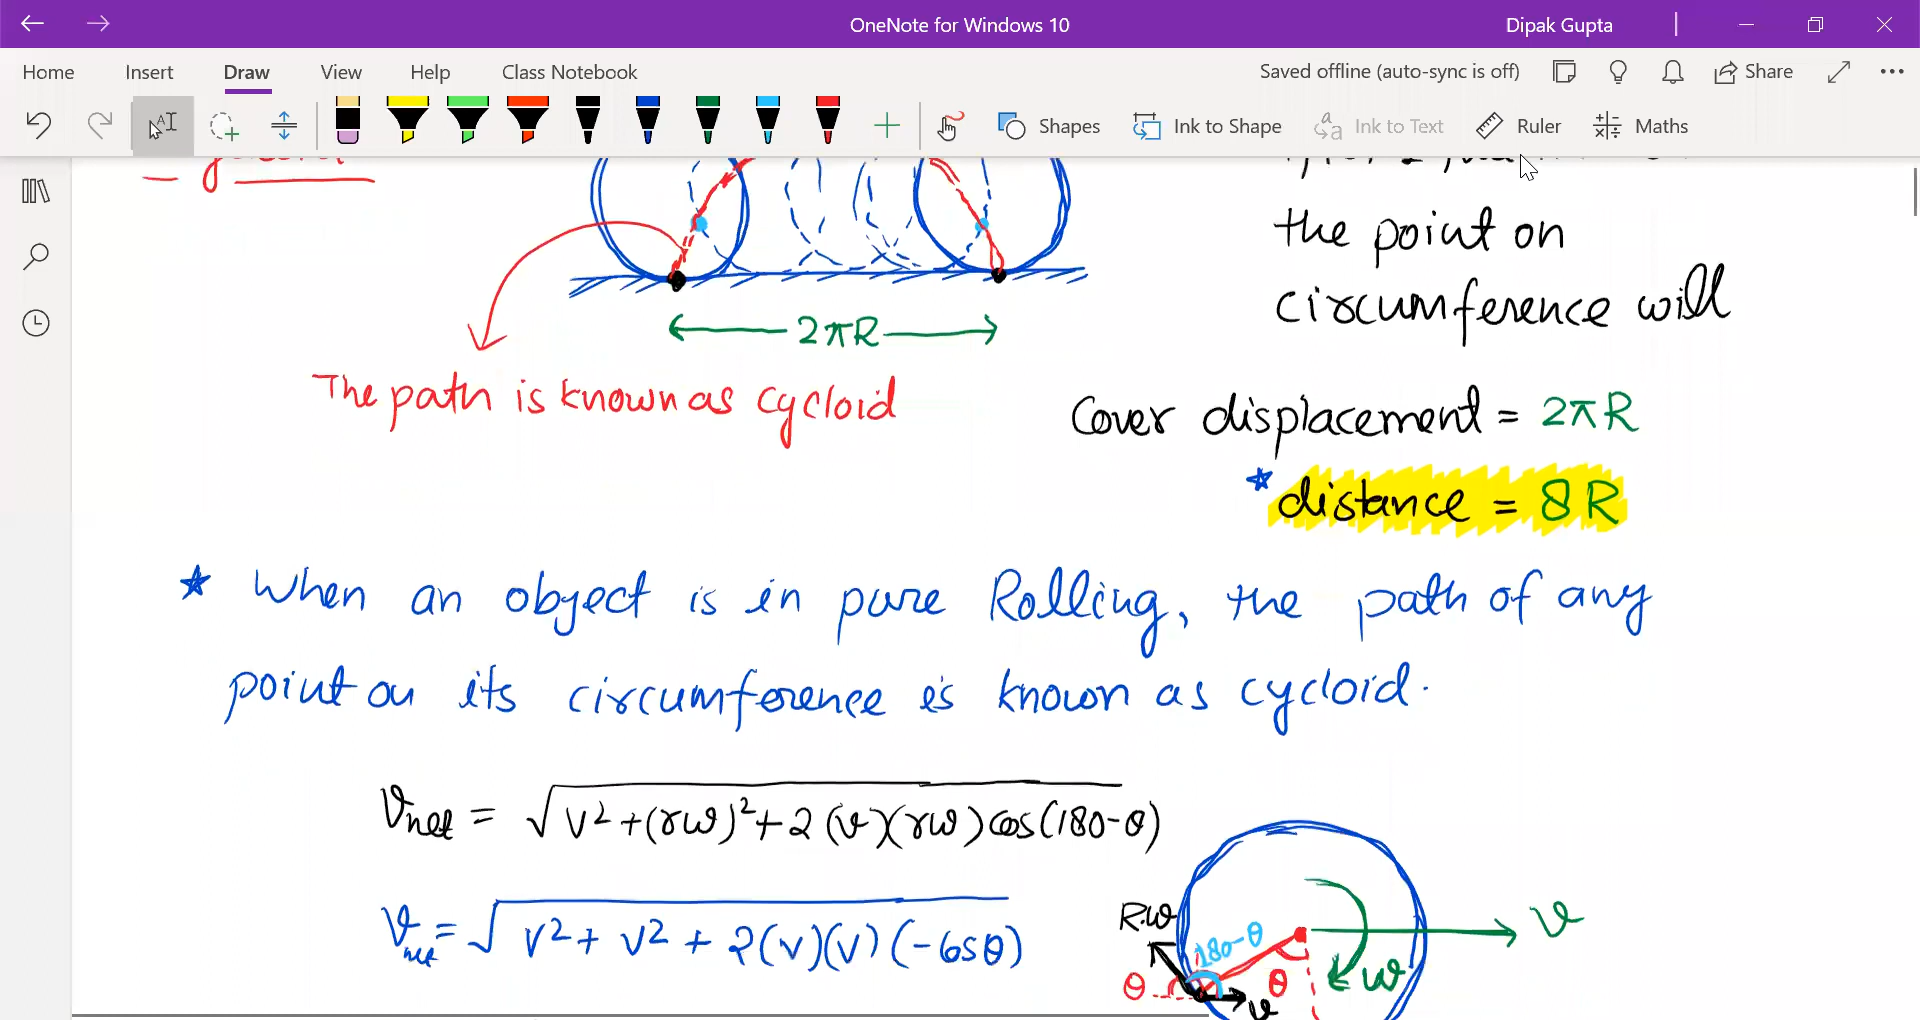 OneNote for Windows 10
Dipak Gupta
Home Insert Draw View Help Class Notebook
Saved offline (auto-sync is off) Share
Shapes Ink to Shape Ink to Text Ruler Maths
the point on
circumference will
2πR
The path is known as cycloid
Cover displacement = 2πR
* distance = 8R
* When an object is in pure Rolling, the path of any
point on its circumference is known as cycloid.
Vnet = √V²+(rω)²+2(v)(rω)cos(180-θ)
Vnet = √V²+V²+2(v)(v)(-cosθ)
R.ω
180-θ
v
θ
θ
ω
v